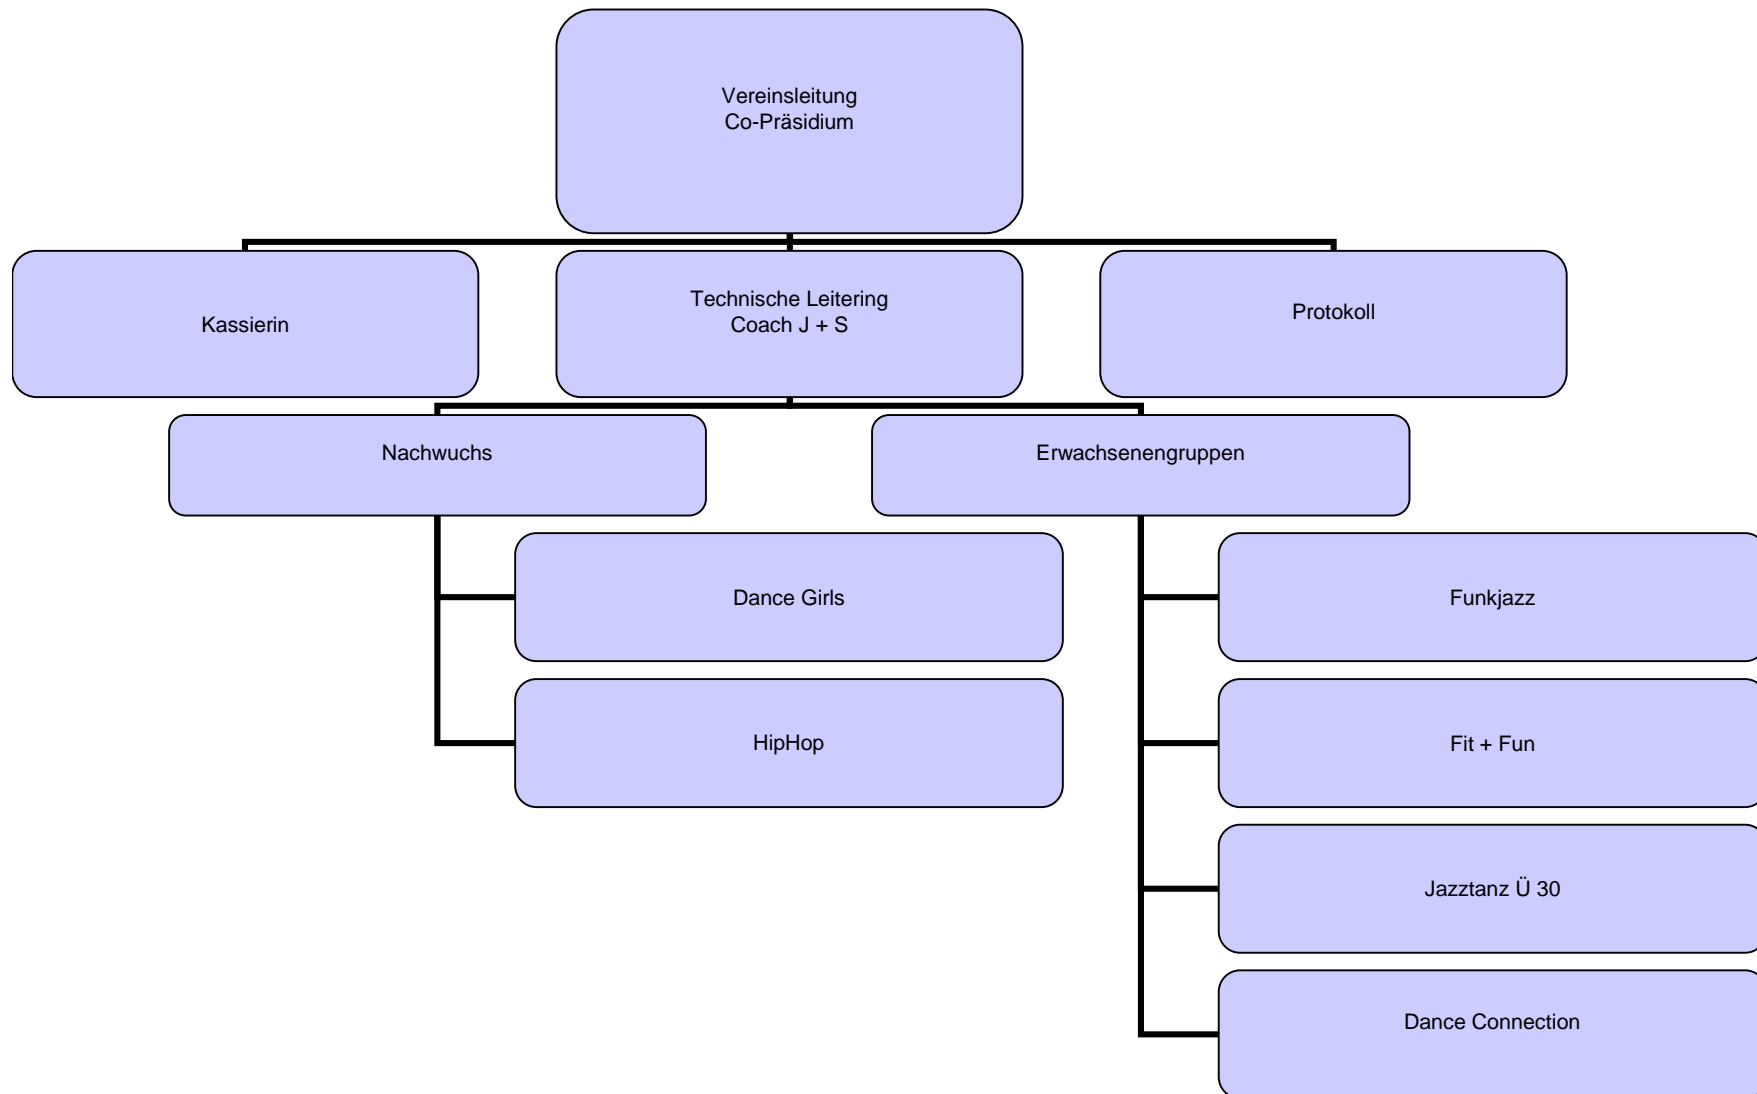 Vereinsleitung
Co-Präsidium
Kassierin
Technische Leitering
Coach J + S
Protokoll
Nachwuchs
Erwachsenengruppen
Dance Girls
Funkjazz
HipHop
Fit + Fun
Jazztanz Ü 30
Dance Connection